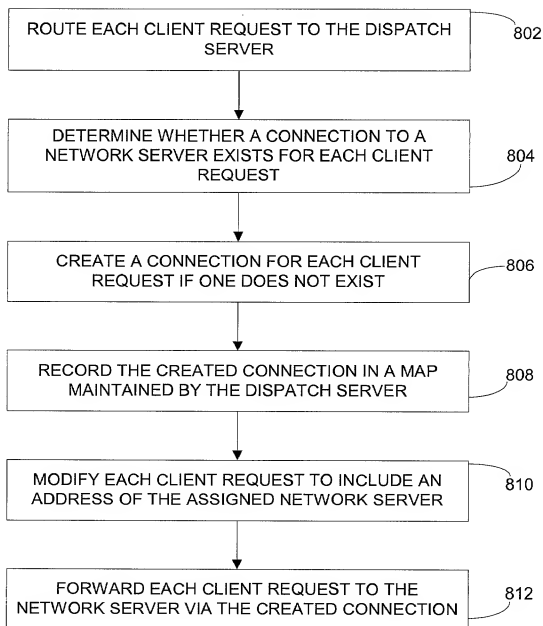 ROUTE EACH CLIENT REQUEST TO THE DISPATCH
SERVER
802
DETERMINE WHETHER A CONNECTION TO A
NETWORK SERVER EXISTS FOR EACH CLIENT
REQUEST
804
CREATE A CONNECTION FOR EACH CLIENT
REQUEST IF ONE DOES NOT EXIST
806
RECORD THE CREATED CONNECTION IN A MAP
MAINTAINED BY THE DISPATCH SERVER
808
MODIFY EACH CLIENT REQUEST TO INCLUDE AN
ADDRESS OF THE ASSIGNED NETWORK SERVER
810
FORWARD EACH CLIENT REQUEST TO THE
NETWORK SERVER VIA THE CREATED CONNECTION
812